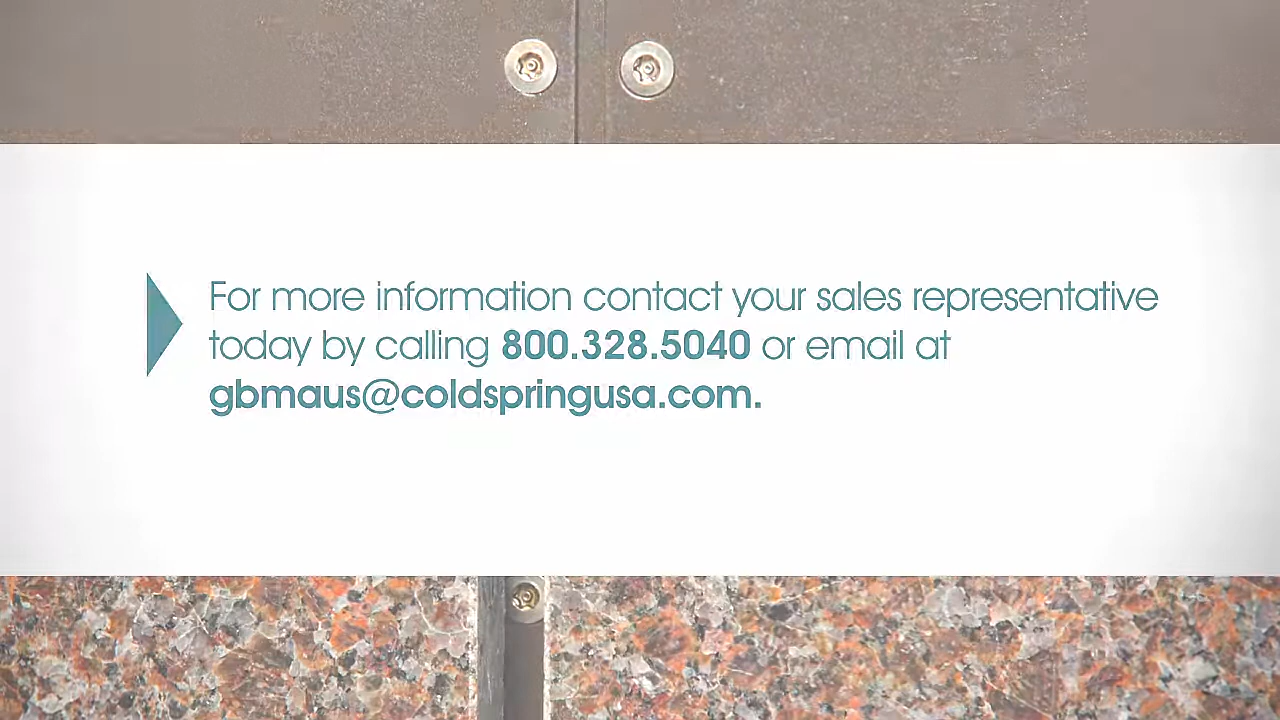 For more information contact your sales representative
today by calling 800.328.5040 or email at
gbmaus@coldspringusa.com.